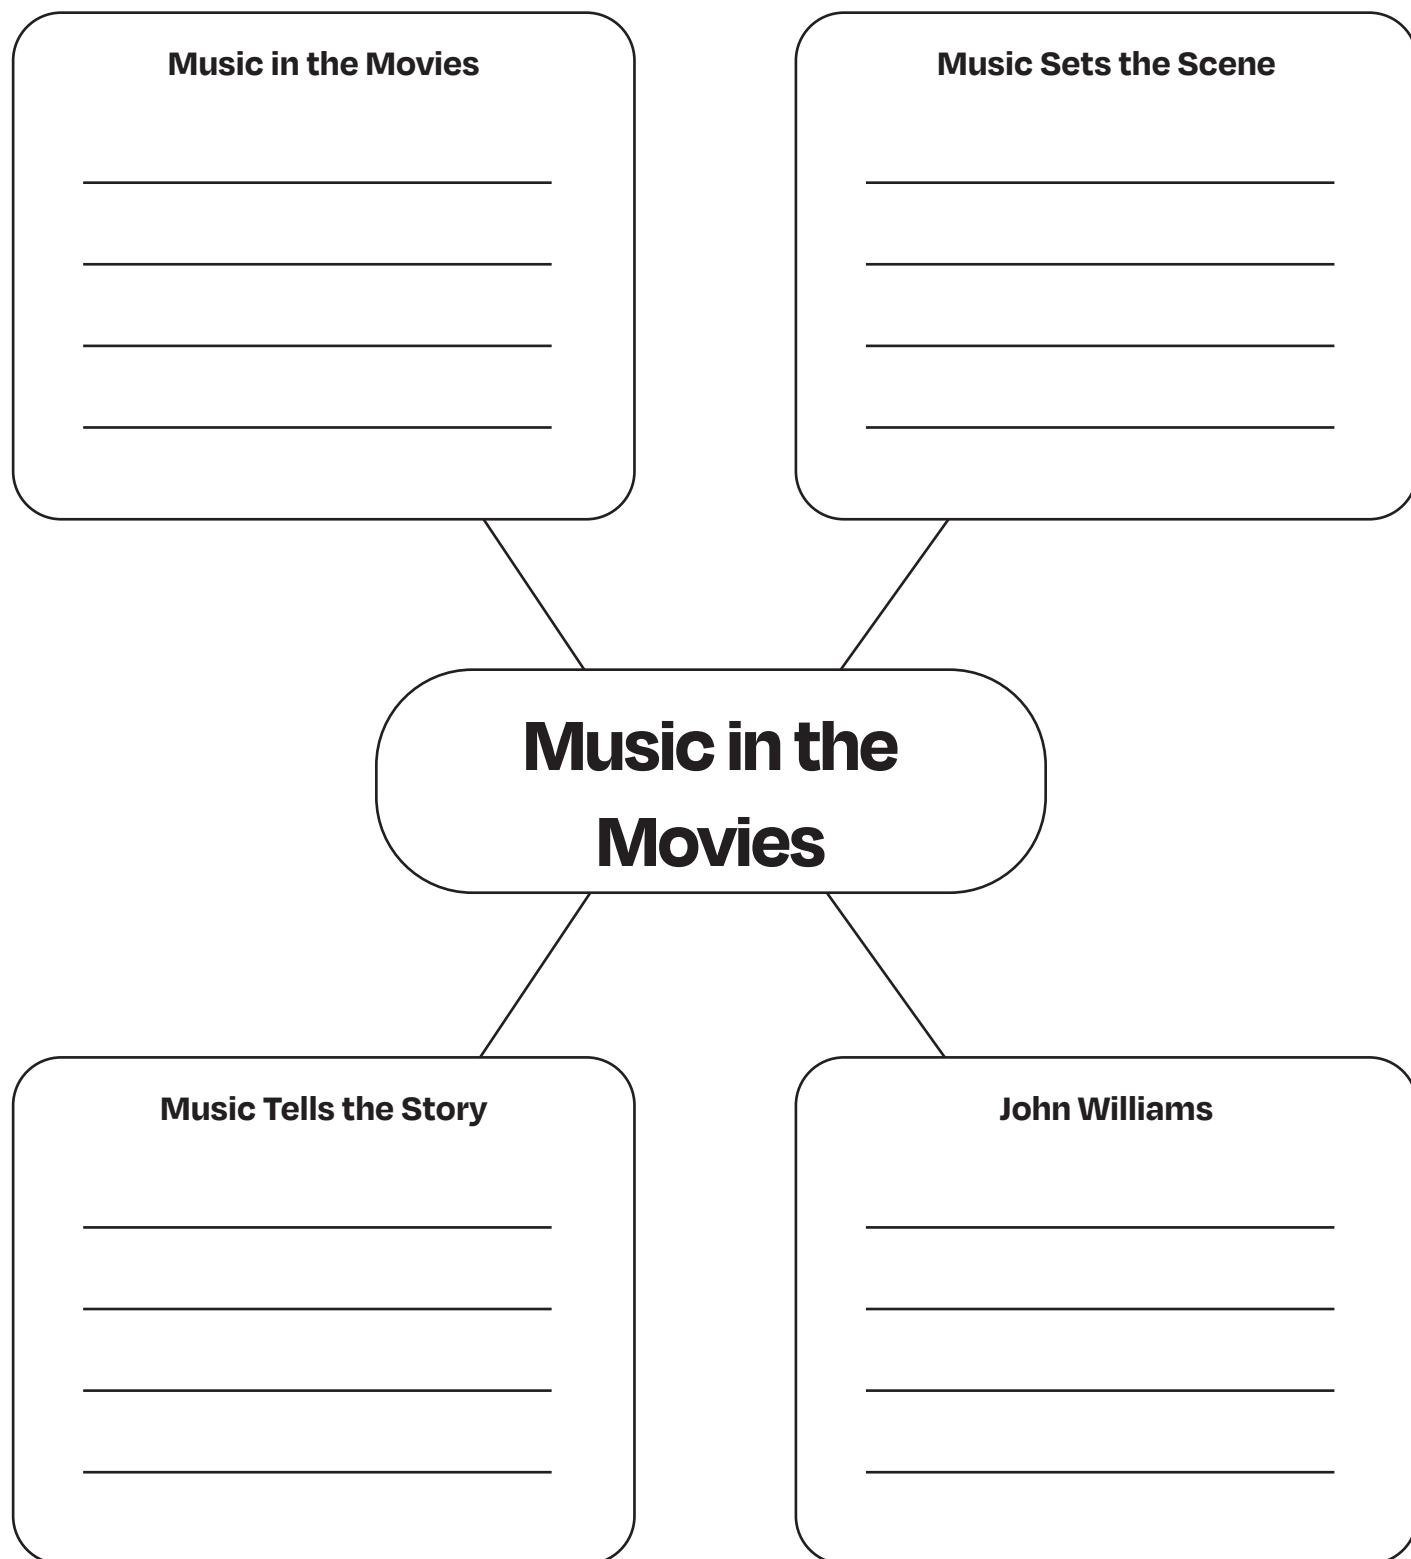 Music in the Movies
Music Sets the Scene
Music in the
Movies
Music Tells the Story
John Williams